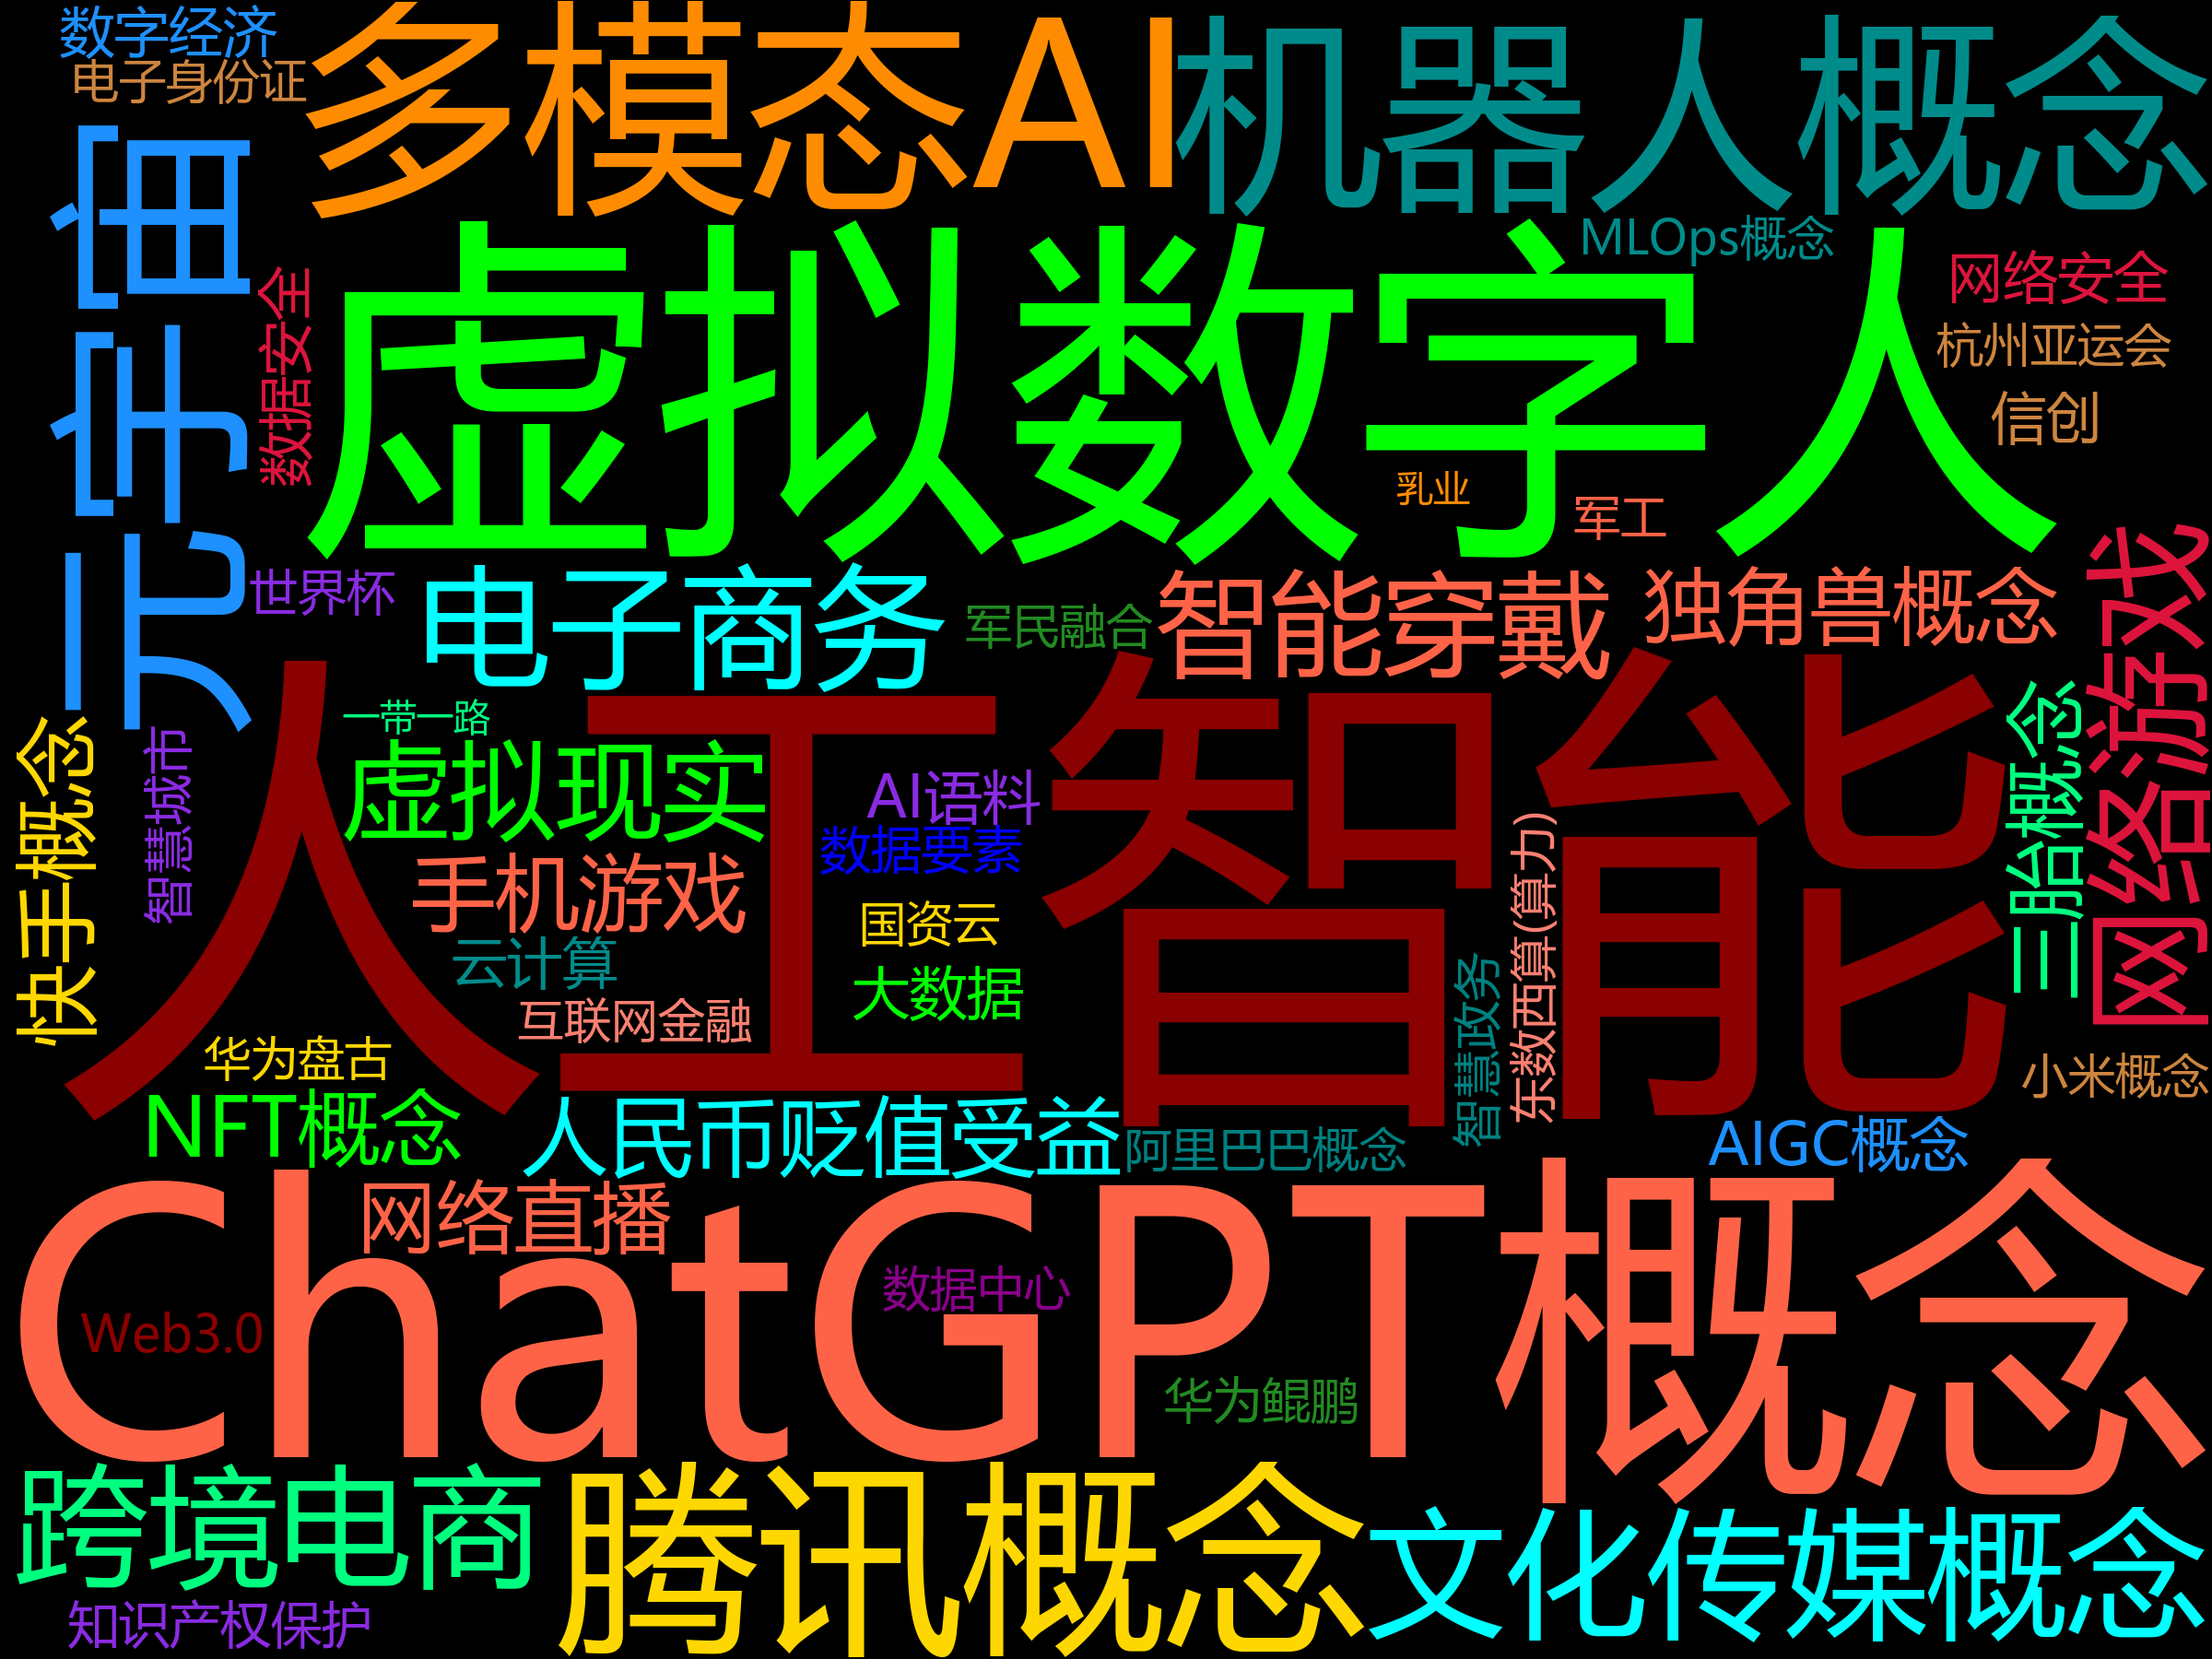 数字经济
电子身份证
多模态AI
机器人概念
元宇宙
数据安全
虚拟数字人
MLOps概念
网络安全
杭州亚运会
信创
乳业
军工
世界杯
电子商务
军民融合
智能穿戴
独角兽概念
网络游戏
三胎概念
快手概念
智慧城市
一带一路
人工智能
虚拟现实
AI语料
数据要素
手机游戏
国资云
云计算
大数据
互联网金融
智慧政务
东数西算(算力)
华为盘古
小米概念
NFT概念
人民币贬值受益
阿里巴巴概念
AIGC概念
ChatGPT概念
网络直播
数据中心
Web3.0
华为鲲鹏
跨境电商
腾讯概念
文化传媒概念
知识产权保护